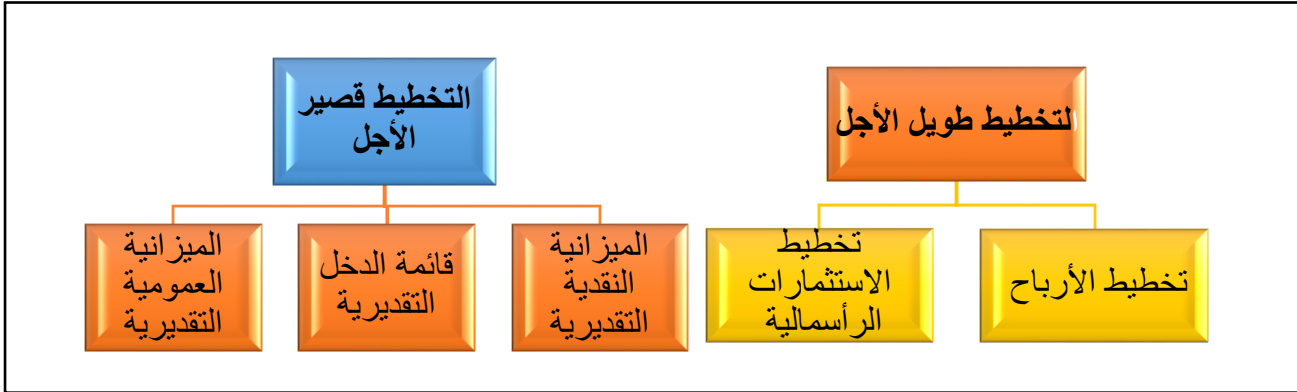 التخطيط طويل الأجل
تخطيط الأرباح
تخطيط
الاستثمارات
الرأسمالية
التخطيط قصير
الأجل
الميزانية
النقدية
التقديرية
قائمة الدخل
التقديرية
الميزانية
العمومية
التقديرية